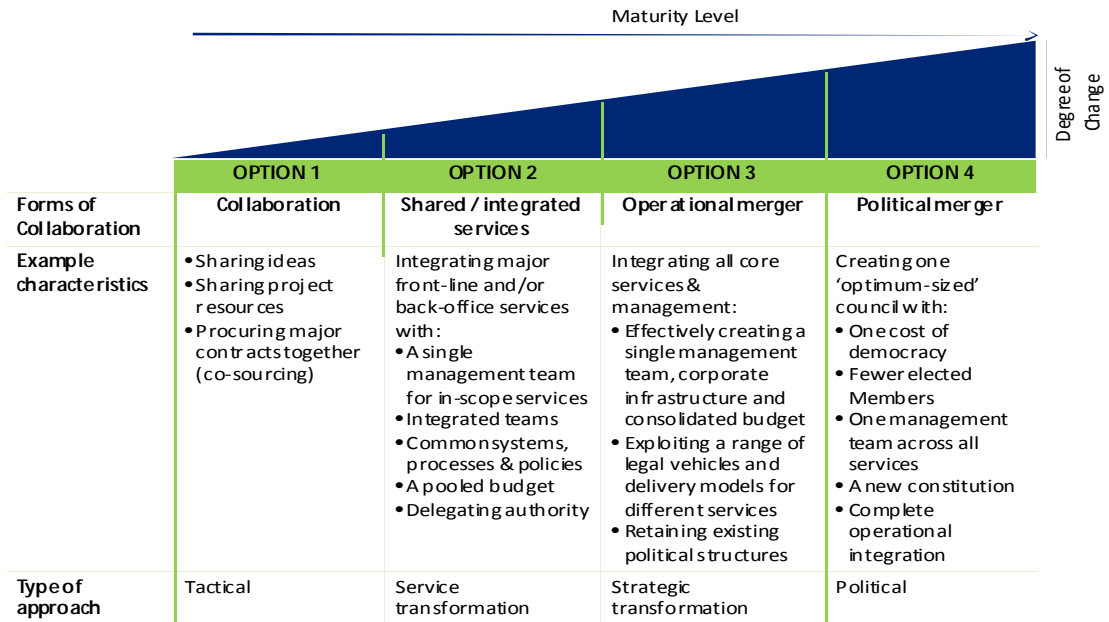 Maturity Level
Degree of
Change
OPTION 1
OPTION 2
OPTION 3
OPTION 4
Forms of
Collaboration
Collaboration
Shared / integrated
services
Operational merger
Political merger
Example
characteristics
• Sharing ideas
• Sharing project
resources
• Procuring major
contracts together
(co-sourcing)
Integrating major
front-line and/or
back-office services
with:
• A single
management team
for in-scope services
• Integrated teams
• Common systems,
processes & policies
• A pooled budget
• Delegating authority
Integrating all core
services &
management:
• Effectively creating a
single management
team, corporate
infrastructure and
consolidated budget
• Exploiting a range of
legal vehicles and
delivery models for
different services
• Retaining existing
political structures
Creating one
‘optimum-sized’
council with:
• One cost of
democracy
• Fewer elected
Members
• One management
team across all
services
• A new constitution
• Complete
operational
integration
Type of
approach
Tactical
Service
transformation
Strategic
transformation
Political